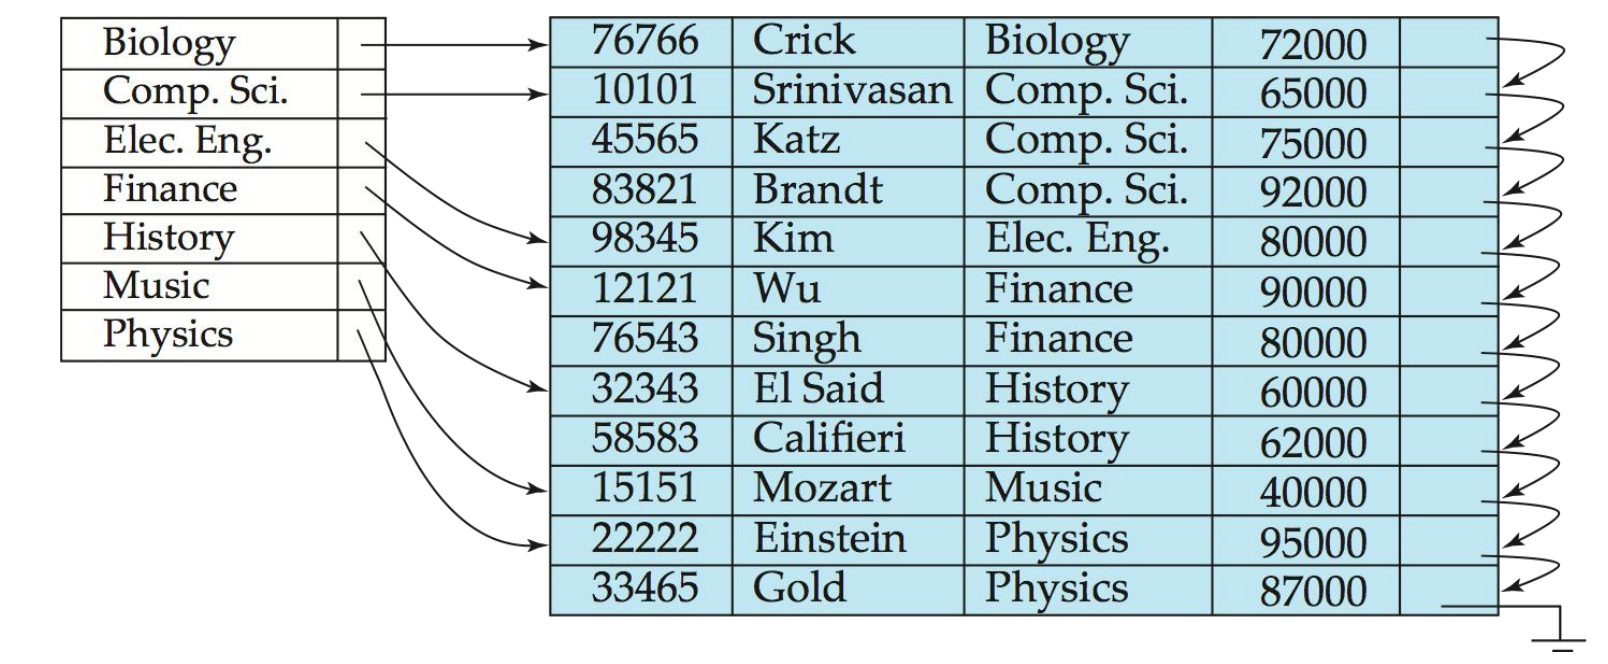 Biology
Comp. Sci.
Elec. Eng.
Finance
History
Music
Physics
76766 Crick Biology 72000
10101 Srinivasan Comp. Sci. 65000
45565 Katz Comp. Sci. 75000
83821 Brandt Comp. Sci. 92000
98345 Kim Elec. Eng. 80000
12121 Wu Finance 90000
76543 Singh Finance 80000
32343 El Said History 60000
58583 Califieri History 62000
15151 Mozart Music 40000
22222 Einstein Physics 95000
33465 Gold Physics 87000